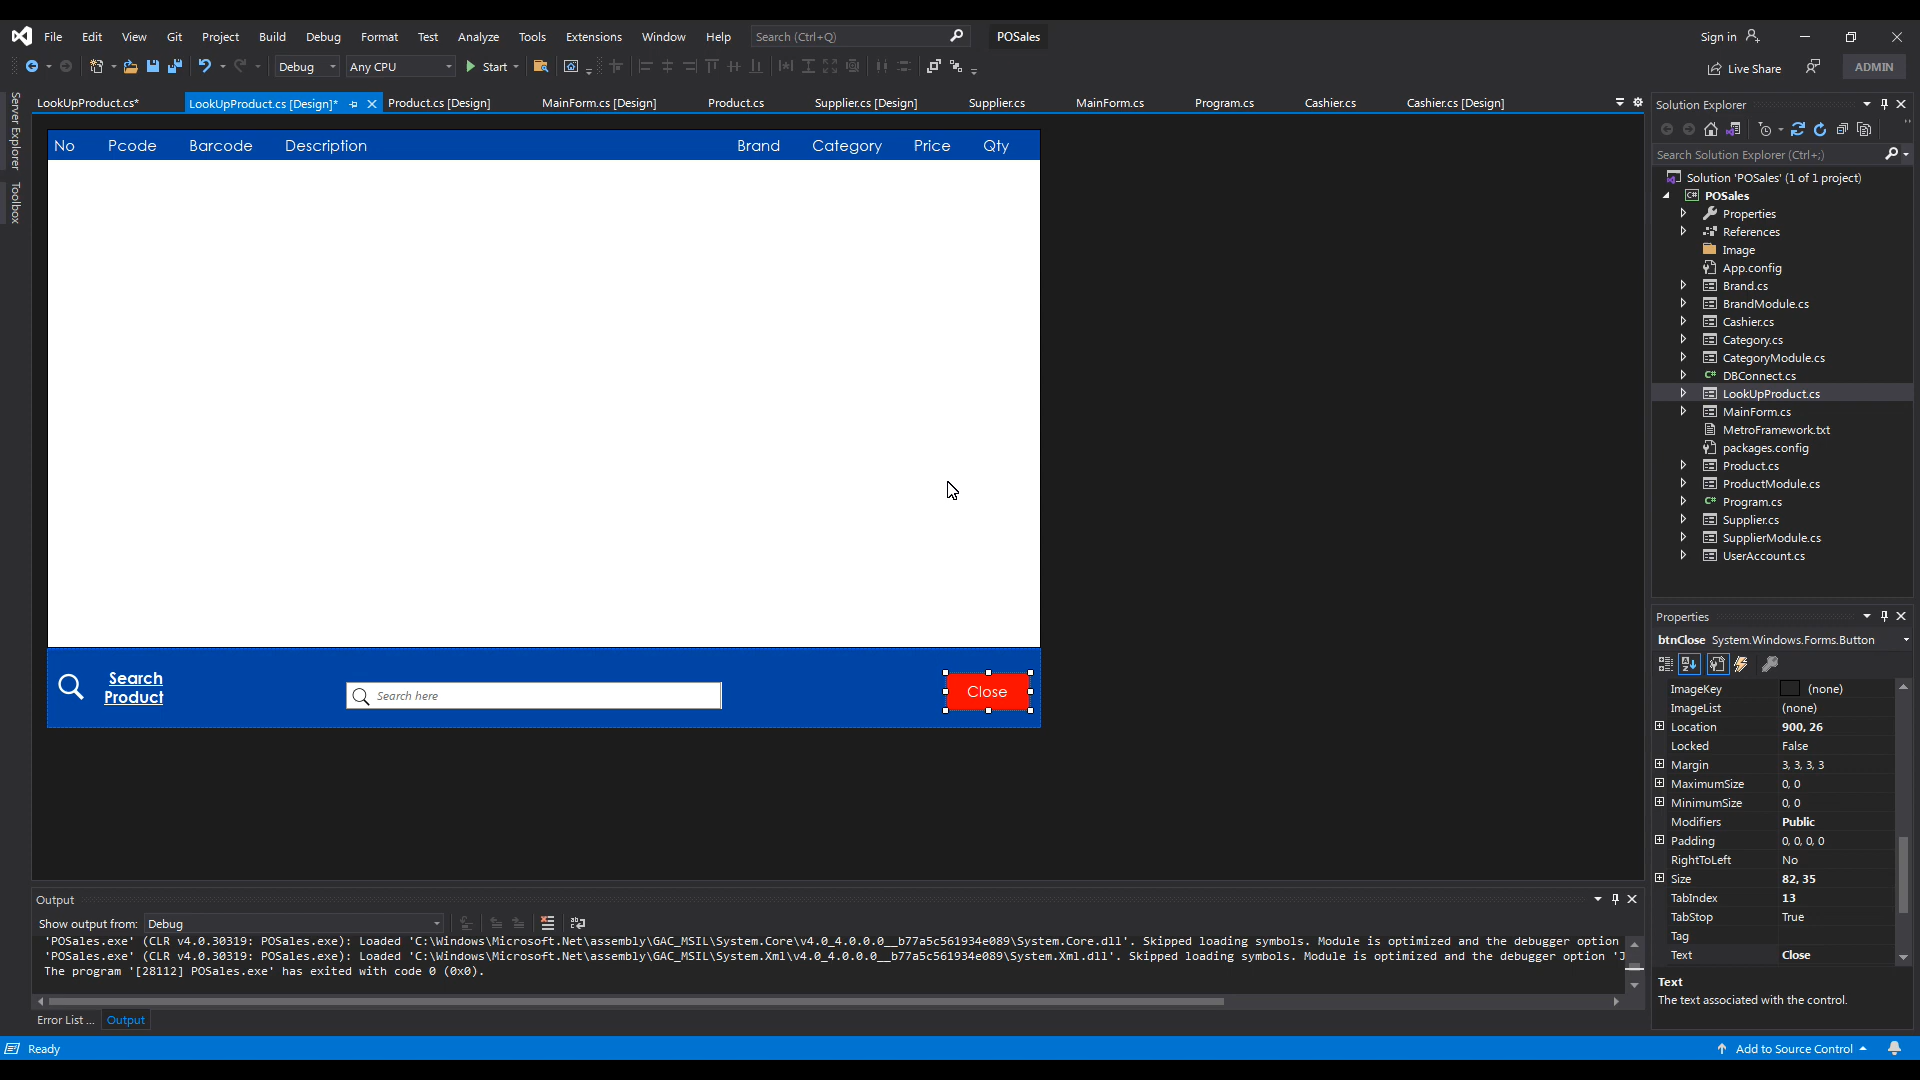 File Edit View Git Project Build Debug Format Test Analyze Tools Extensions Window Help Search (Ctrl+Q) POSales Sign in
Debug Any CPU Start Live Share ADMIN
LookUpProduct.cs* LookUpProduct.cs [Design]* Product.cs [Design] MainForm.cs [Design] Product.cs Supplier.cs [Design] Supplier.cs MainForm.cs Program.cs Cashier.cs Cashier.cs [Design]
Server Explorer
Toolbox
No Pcode Barcode Description Brand Category Price Qty
Search
Product
Search here
Close
Solution Explorer
Search Solution Explorer (Ctrl+;)
Solution 'POSales' (1 of 1 project)
POSales
Properties
References
Image
App.config
Brand.cs
BrandModule.cs
Cashier.cs
Category.cs
CategoryModule.cs
DBConnect.cs
LookUpProduct.cs
MainForm.cs
MetroFramework.txt
packages.config
Product.cs
ProductModule.cs
Program.cs
Supplier.cs
SupplierModule.cs
UserAccount.cs
Properties
btnClose System.Windows.Forms.Button
ImageKey (none)
ImageList (none)
Location 900, 26
Locked False
Margin 3, 3, 3, 3
MaximumSize 0, 0
MinimumSize 0, 0
Modifiers Public
Padding 0, 0, 0, 0
RightToLeft No
Size 82, 35
TabIndex 13
TabStop True
Tag
Text Close
Text
The text associated with the control.
Output
Show output from: Debug
'POSales.exe' (CLR v4.0.30319: POSales.exe): Loaded 'C:\Windows\Microsoft.Net\assembly\GAC_MSIL\System.Core\v4.0_4.0.0.0__b77a5c561934e089\System.Core.dll'. Skipped loading symbols. Module is optimized and the debugger option
'POSales.exe' (CLR v4.0.30319: POSales.exe): Loaded 'C:\Windows\Microsoft.Net\assembly\GAC_MSIL\System.Xml\v4.0_4.0.0.0__b77a5c561934e089\System.Xml.dll'. Skipped loading symbols. Module is optimized and the debugger option 'J
The program '[28112] POSales.exe' has exited with code 0 (0x0).
Error List ... Output
Ready Add to Source Control